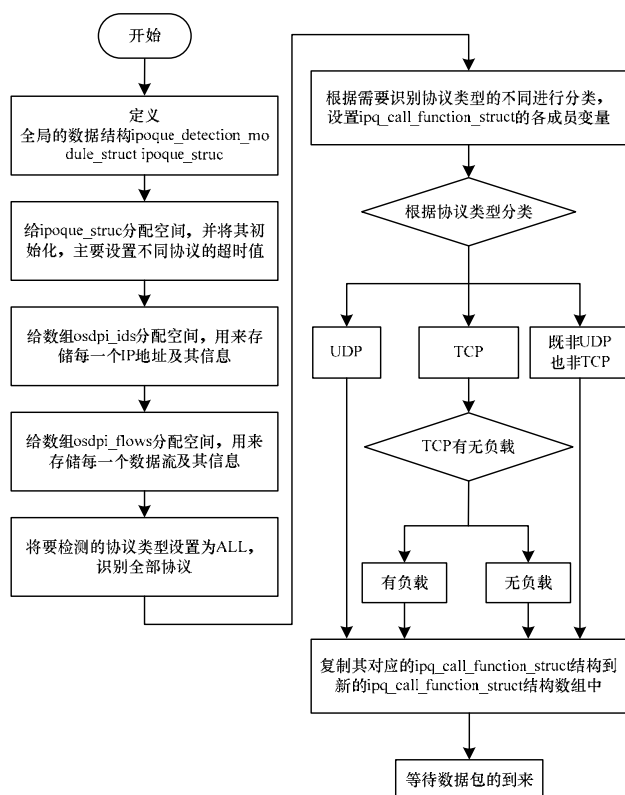 开始
定义
全局的数据结构ipoque_detection_mo
dule_struct ipoque_struc
给ipoque_struc分配空间，并将其初
始化，主要设置不同协议的超时值
给数组osdpi_ids分配空间，用来存
储每一个IP地址及其信息
给数组osdpi_flows分配空间，用来
存储每一个数据流及其信息
将要检测的协议类型设置为ALL，
识别全部协议
根据需要识别协议类型的不同进行分类，
设置ipq_call_function_struct的各成员变量
根据协议类型分类
UDP
TCP
既非UDP
也非TCP
TCP有无负载
有负载
无负载
复制其对应的ipq_call_function_struct结构到
新的ipq_call_function_struct结构数组中
等待数据包的到来